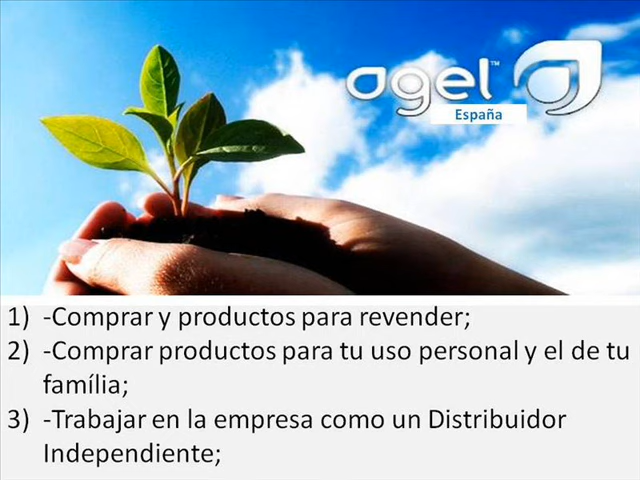 agel™
España
1) -Comprar y productos para revender;
2) -Comprar productos para tu uso personal y el de tu
família;
3) -Trabajar en la empresa como un Distribuidor
Independiente;